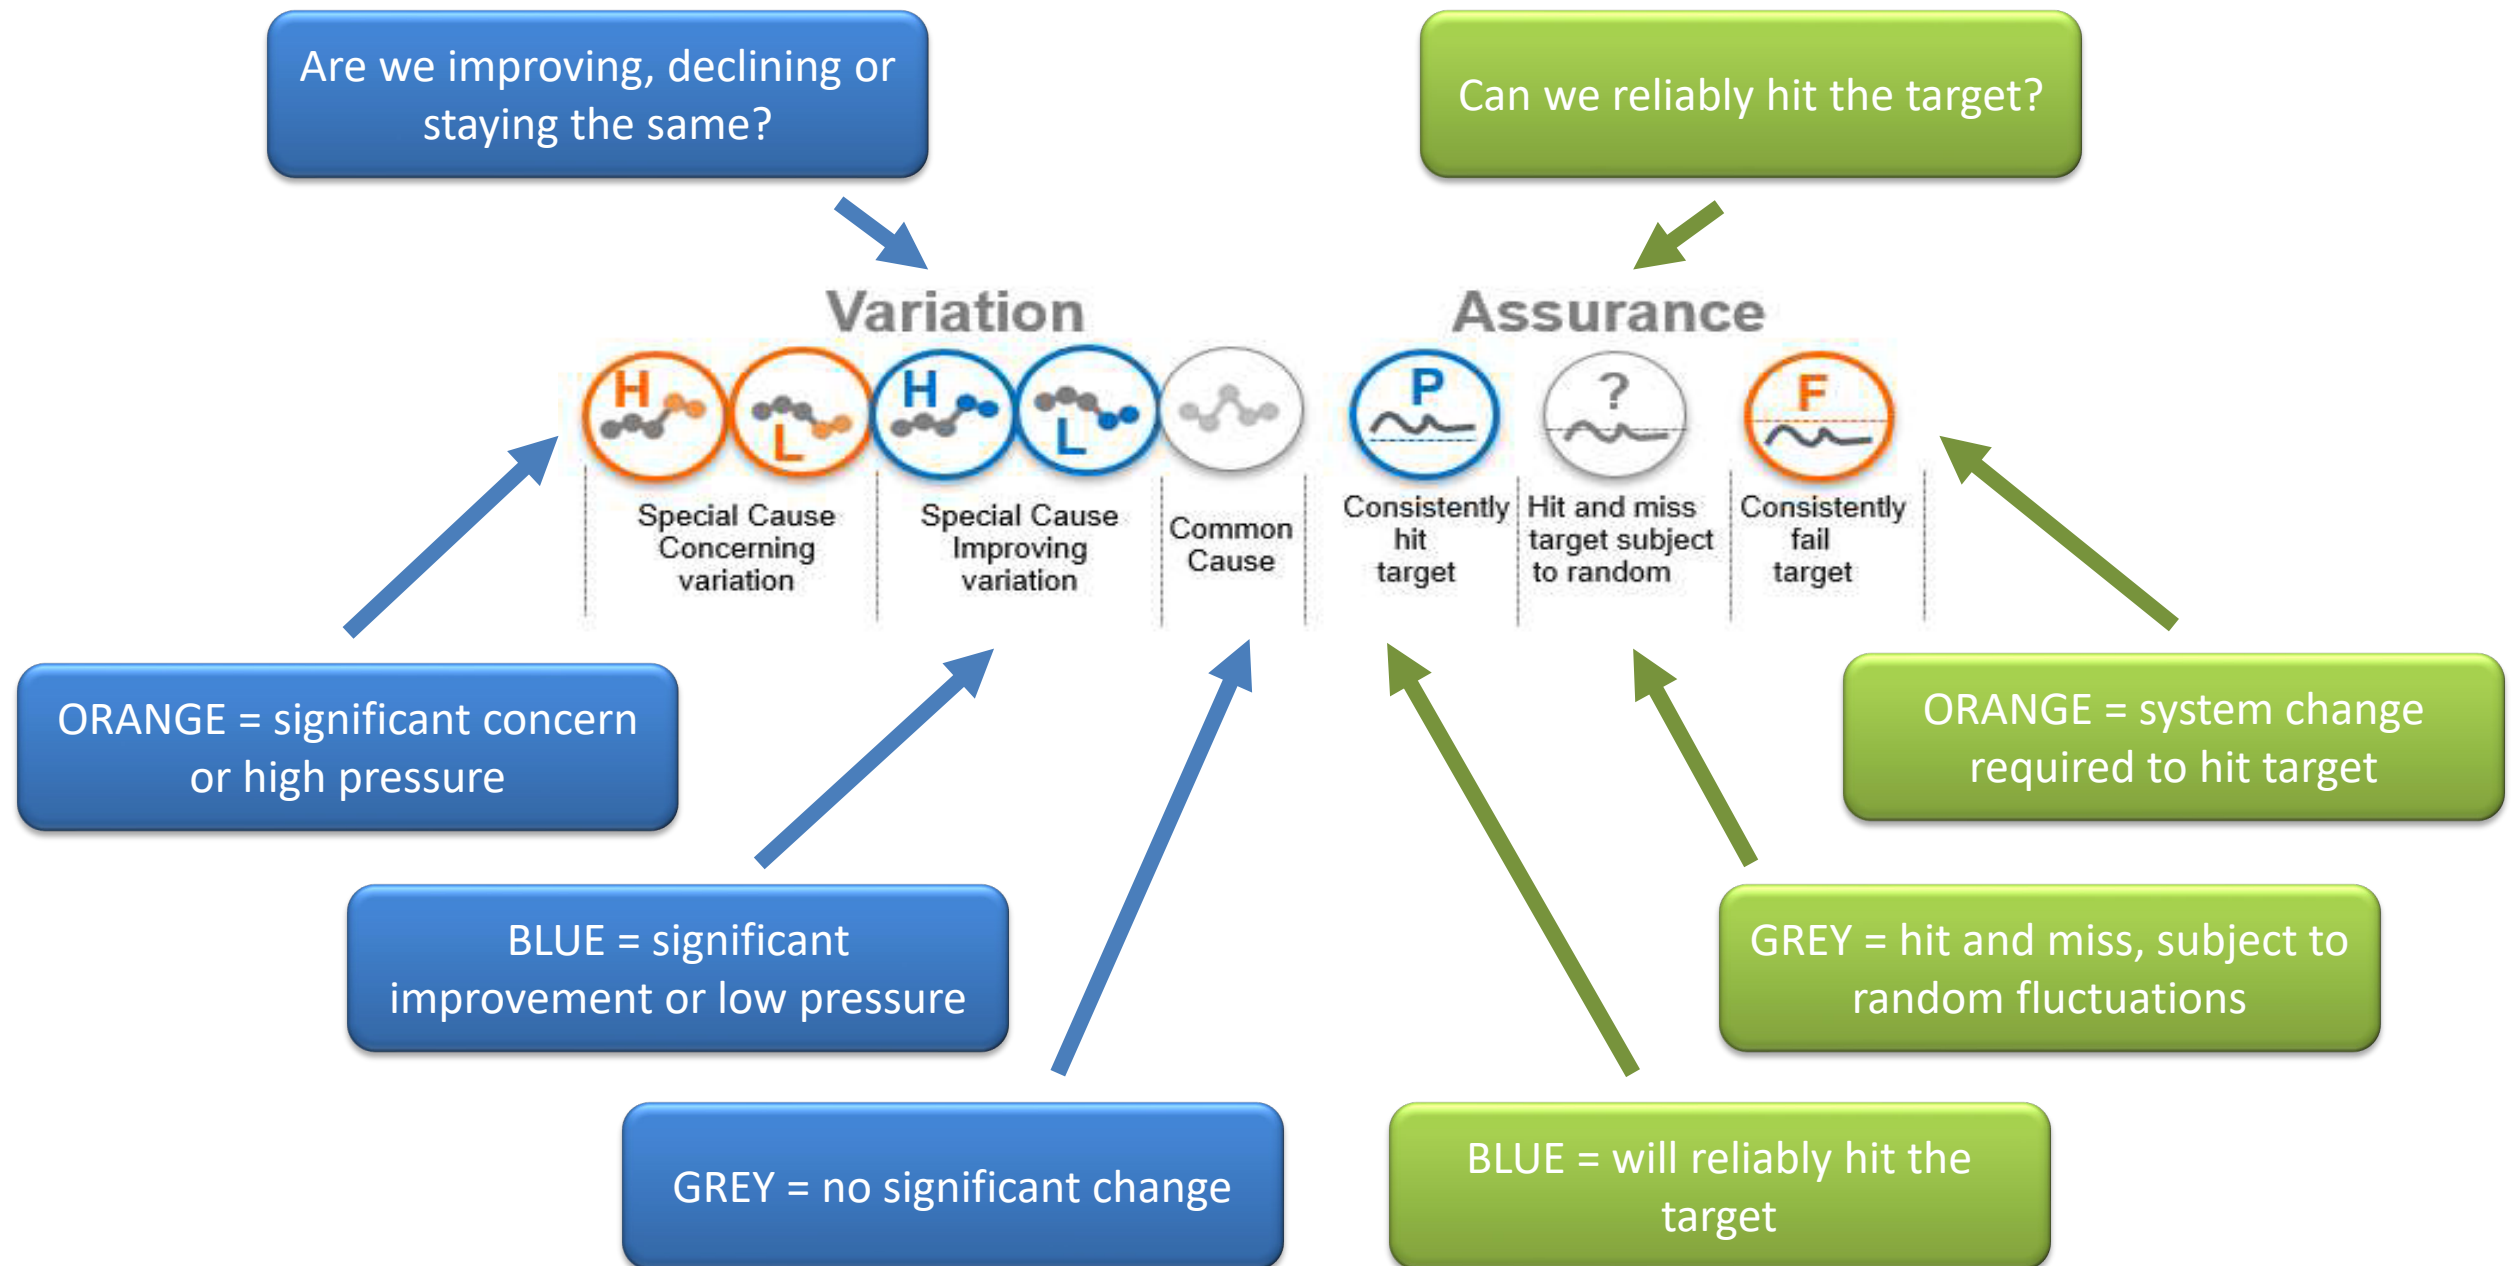 Are we improving, declining or
staying the same?
Can we reliably hit the target?
Variation
Assurance
H
L
H
L
P
?
F
Special Cause
Concerning
variation
Special Cause
Improving
variation
Common
Cause
Consistently
hit
target
Hit and miss
target subject
to random
Consistently
fail
target
ORANGE = significant concern
or high pressure
ORANGE = system change
required to hit target
BLUE = significant
improvement or low pressure
GREY = hit and miss, subject to
random fluctuations
GREY = no significant change
BLUE = will reliably hit the
target